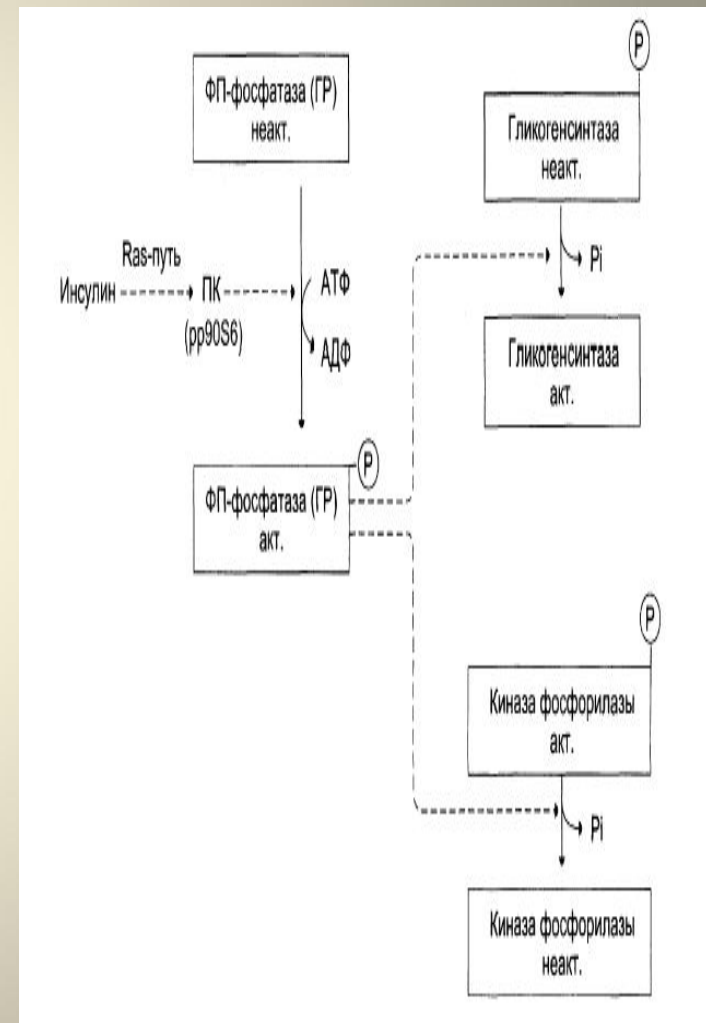 ФП-фосфатаза (ГР)
неакт.
Ras-путь
Инсулин
ПК
(pp90S6)
АТФ
АДФ
P
ФП-фосфатаза (ГР)
акт.
P
Гликогенсинтаза
неакт.
Pi
Гликогенсинтаза
акт.
P
Киназа фосфорилазы
акт.
Pi
Киназа фосфорилазы
неакт.